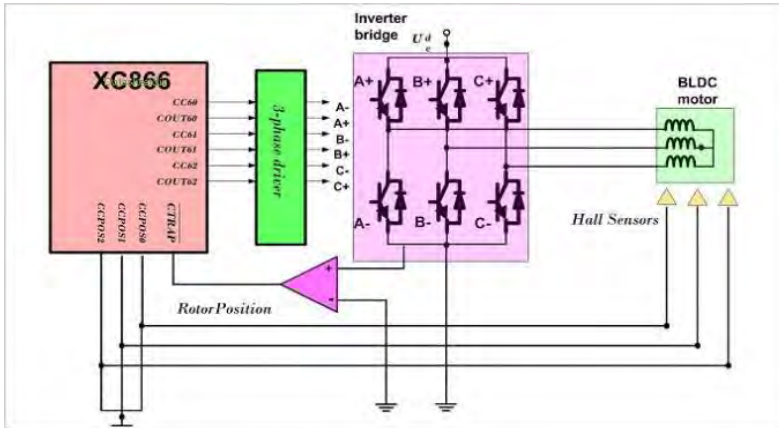 Inverter
bridge
U d c
XC866
CC60
COUT60
CC61
COUT61
CC62
COUT62
CCPOS2
CCPOS1
CCPOS0
CTRAP
3-phase driver
A-
A+
B-
B+
C-
C+
A+
B+
C+
A-
B-
C-
BLDC
motor
Hall Sensors
+
-
RotorPosition